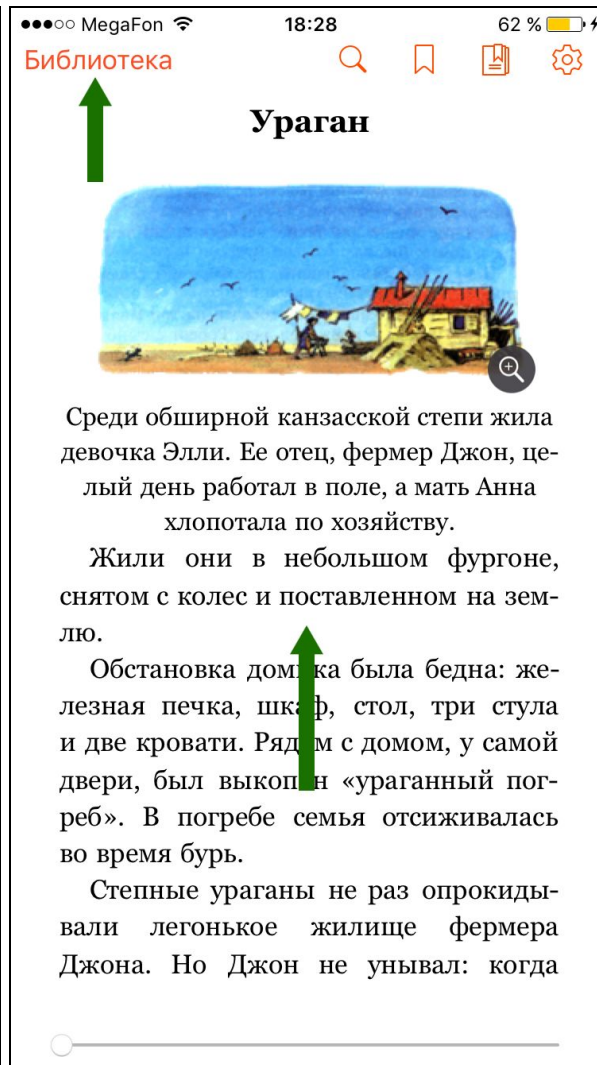 MegaFon 18:28 62 %
Библиотека
Ураган
Среди обширной канзасской степи жила
девочка Элли. Ее отец, фермер Джон, це-
лый день работал в поле, а мать Анна
хлопотала по хозяйству.
Жили они в небольшом фургоне,
снятом с колес и поставленном на зем-
лю.
Обстановка домика была бедна: же-
лезная печка, шкаф, стол, три стула
и две кровати. Рядом с домом, у самой
двери, был выкопан «ураганный пог-
реб». В погребе семья отсиживалась
во время бурь.
Степные ураганы не раз опрокиды-
вали легонькое жилище фермера
Джона. Но Джон не унывал: когда